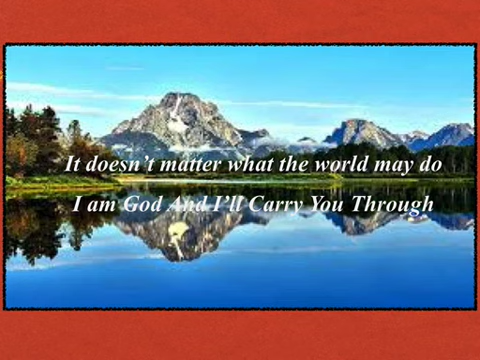 It doesn’t matter what the world may do
I am God And I’ll Carry You Through